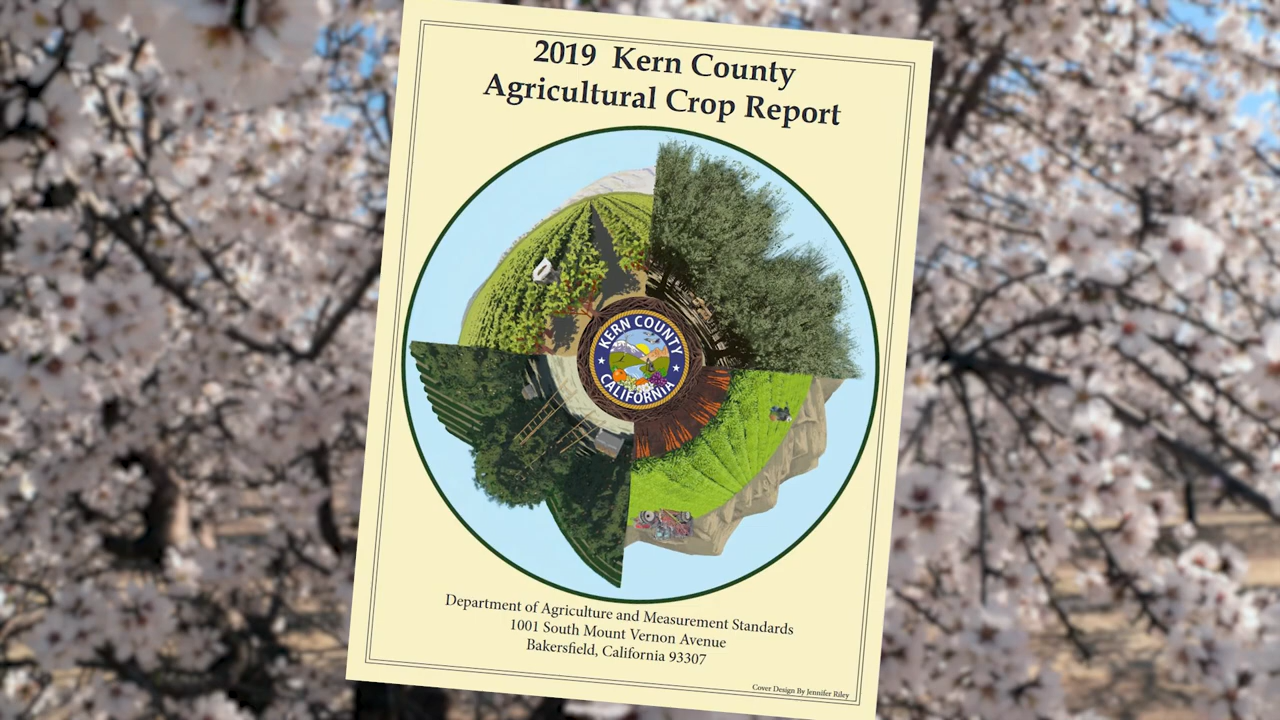 2019 Kern County
Agricultural Crop Report
KERN COUNTY
CALIFORNIA
Department of Agriculture and Measurement Standards
1001 South Mount Vernon Avenue
Bakersfield, California 93307
Cover Design By Jennifer Riley